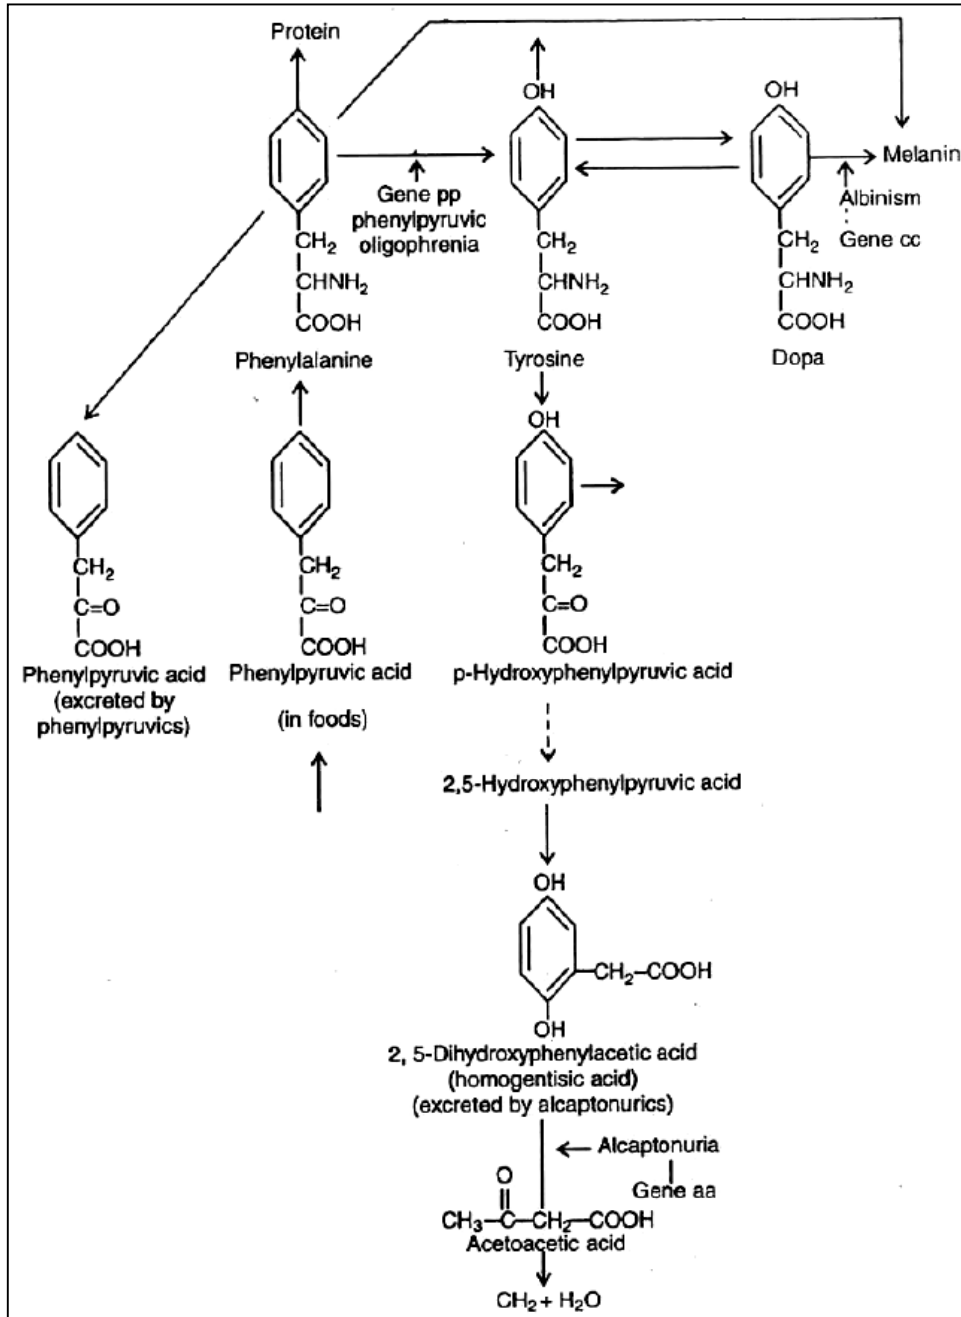 Protein
OH
OH
Melanin
Gene pp
phenylpyruvic
oligophrenia
Albinism
Gene cc
CH2
CHNH2
COOH
Phenylalanine
CH2
CHNH2
COOH
Tyrosine
CH2
CHNH2
COOH
Dopa
CH2
C=O
COOH
Phenylpyruvic acid
(excreted by
phenylpyruvics)
CH2
C=O
COOH
Phenylpyruvic acid
(in foods)
OH
CH2
C=O
COOH
p-Hydroxyphenylpyruvic acid
2,5-Hydroxyphenylpyruvic acid
OH
CH2–COOH
OH
2, 5-Dihydroxyphenylacetic acid
(homogentisic acid)
(excreted by alcaptonurics)
Alcaptonuria
Gene aa
O
CH3–C–CH2–COOH
Acetoacetic acid
CH2 + H2O